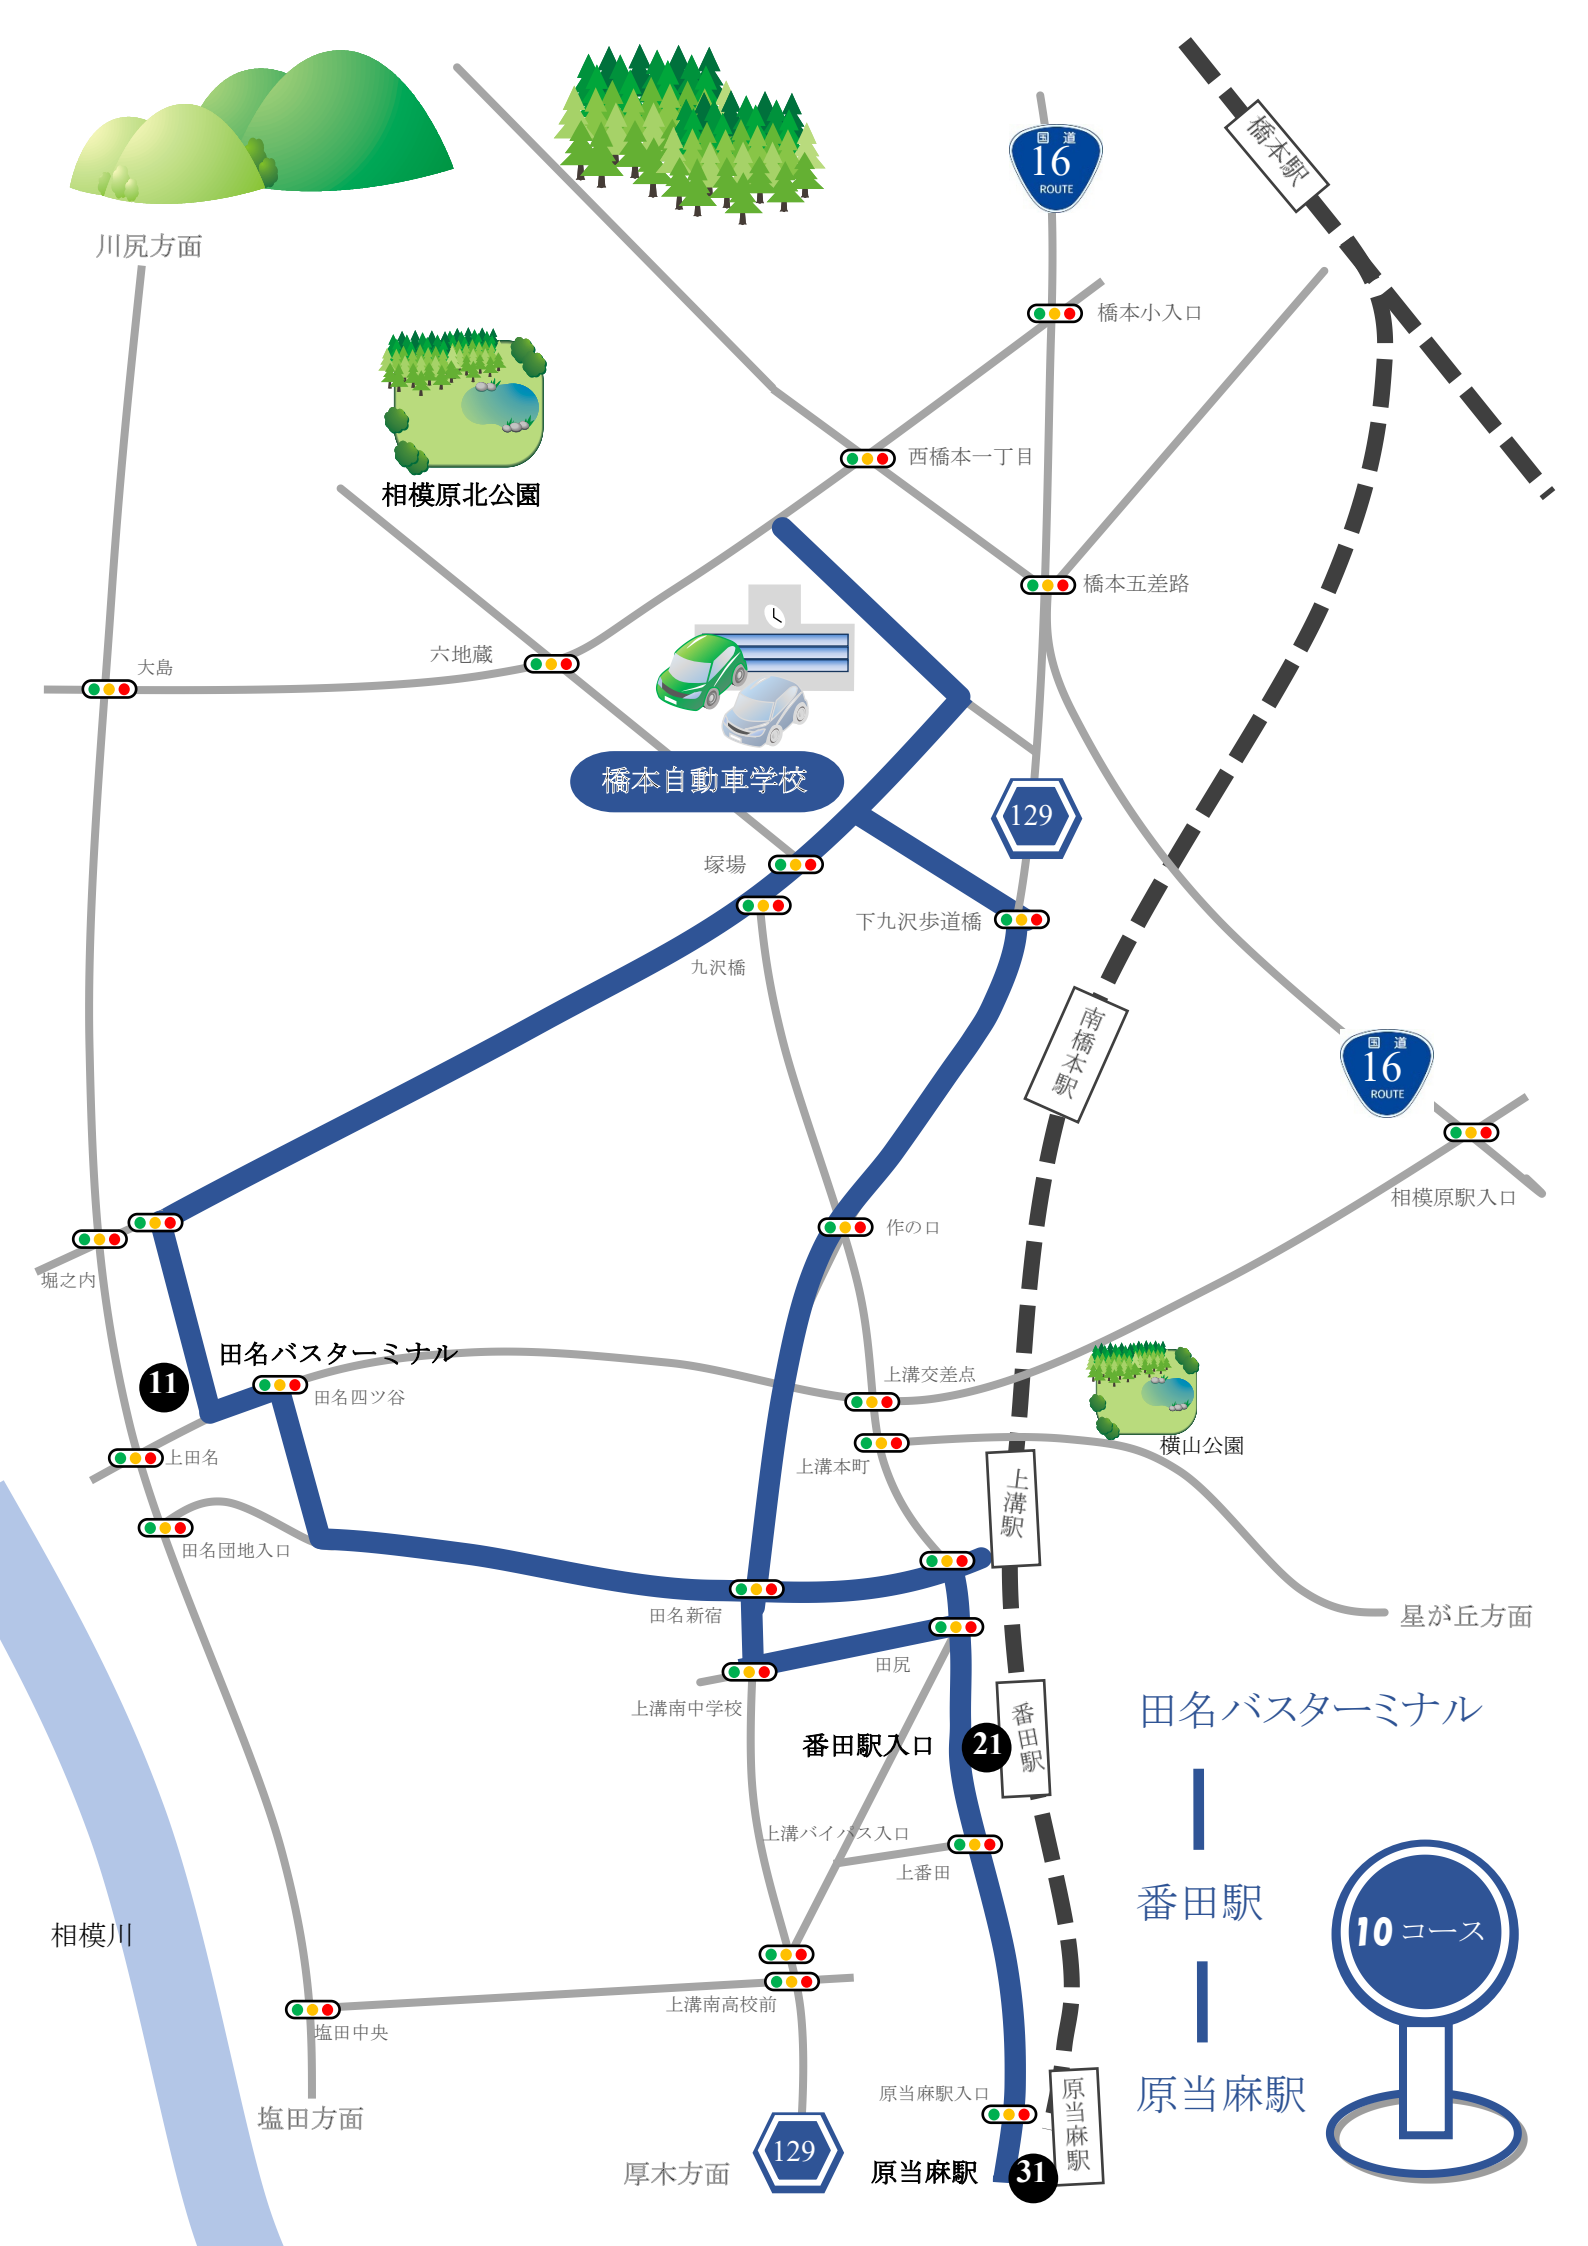 国道
16
ROUTE
橋本駅
川尻方面
橋本小入口
西橋本一丁目
相模原北公園
橋本五差路
六地蔵
大島
橋本自動車学校
129
塚場
下九沢歩道橋
九沢橋
南橋本駅
国道
16
ROUTE
相模原駅入口
作の口
堀之内
田名バスターミナル
11
田名四ツ谷
上溝交差点
横山公園
上田名
上溝本町
上溝駅
田名団地入口
田名新宿
星が丘方面
田尻
上溝南中学校
番田駅入口
21
番田駅
田名バスターミナル
上溝バイパス入口
上番田
番田駅
10 コース
相模川
上溝南高校前
塩田中央
原当麻駅入口
原当麻駅
原当麻駅
塩田方面
129
厚木方面
原当麻駅
31